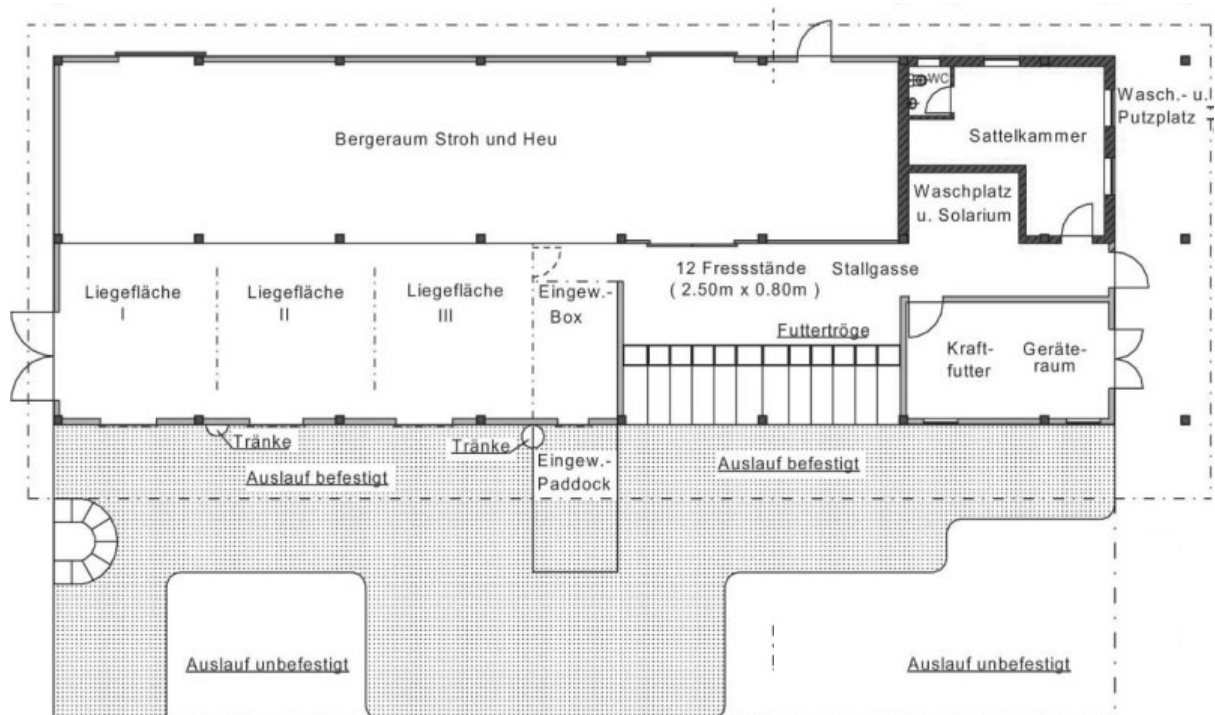 WC
Wasch.- u.
Putzplatz
Bergeraum Stroh und Heu
Sattelkammer
Waschplatz
u. Solarium
Liegefläche
I
Liegefläche
II
Liegefläche
III
Eingew.-
Box
12 Fressstände
( 2.50m x 0.80m )
Stallgasse
Futtertröge
Kraft-
futter
Geräte-
raum
Tränke
Tränke
Auslauf befestigt
Eingew.-
Paddock
Auslauf befestigt
Auslauf unbefestigt
Auslauf unbefestigt